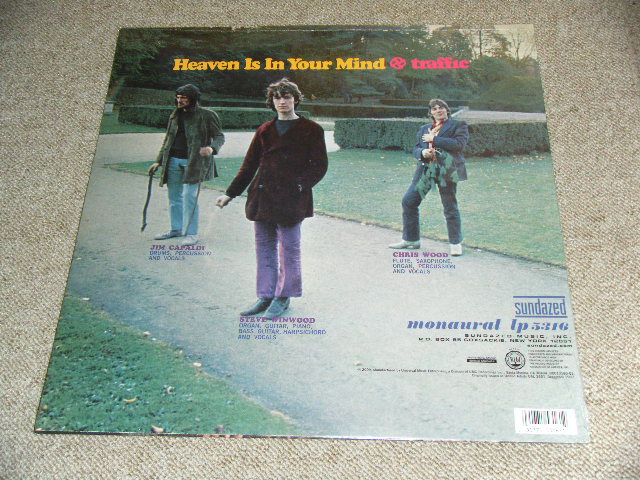 Heaven Is In Your Mind traffic
JIM CAPALDI
DRUMS, PERCUSSION
AND VOCALS
CHRIS WOOD
FLUTE, SAXOPHONE,
ORGAN, PERCUSSION
AND VOCALS
STEVE WINWOOD
ORGAN, GUITAR, PIANO,
BASS GUITAR, HARPSICHORD
AND VOCALS
sundazed
monaural lp 5316
SUNDAZED MUSIC, INC.
P.O. BOX 85 COXSACKIE, NEW YORK 12051
sundazed.com